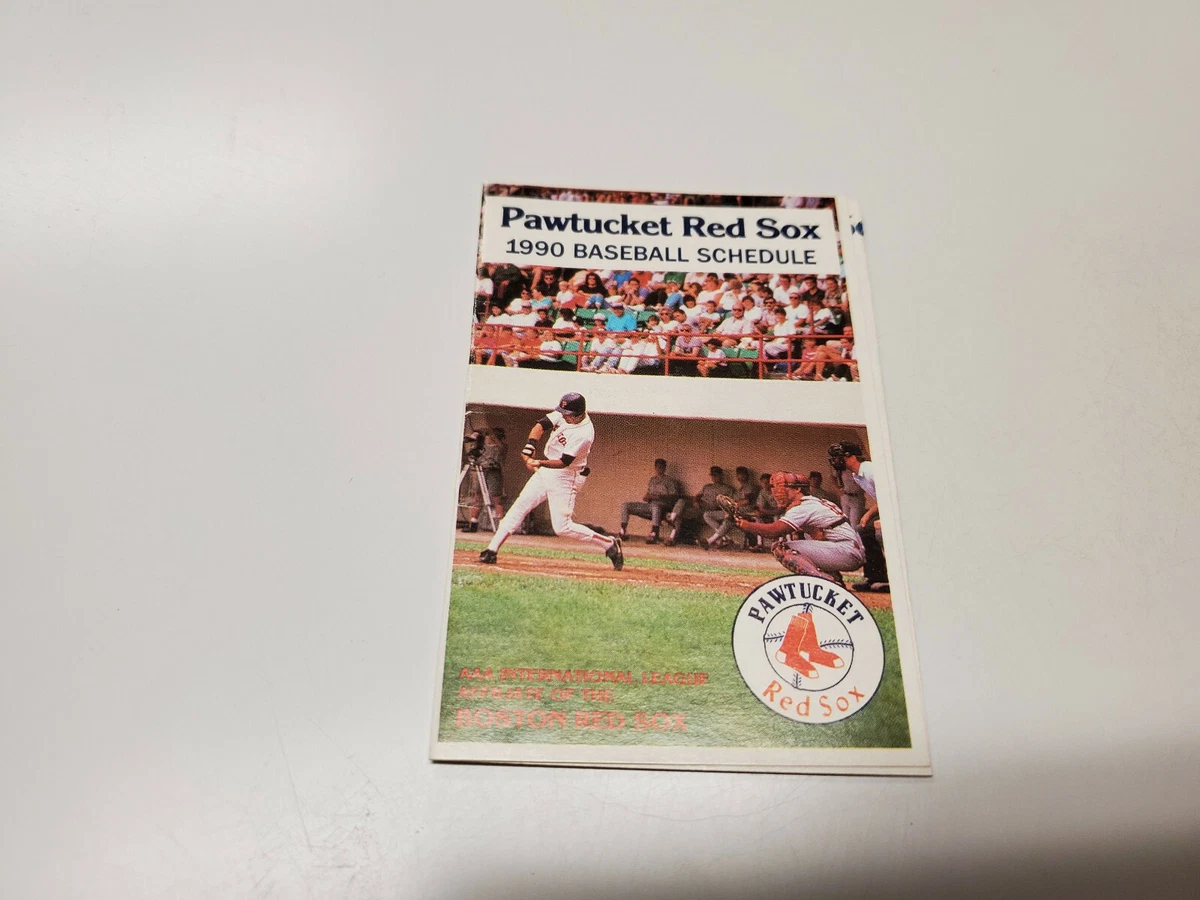 Pawtucket Red Sox
1990 BASEBALL SCHEDULE
PAWTUCKET
Red Sox
AAA INTERNATIONAL LEAGUE
AFFILIATE OF THE
BOSTON RED SOX